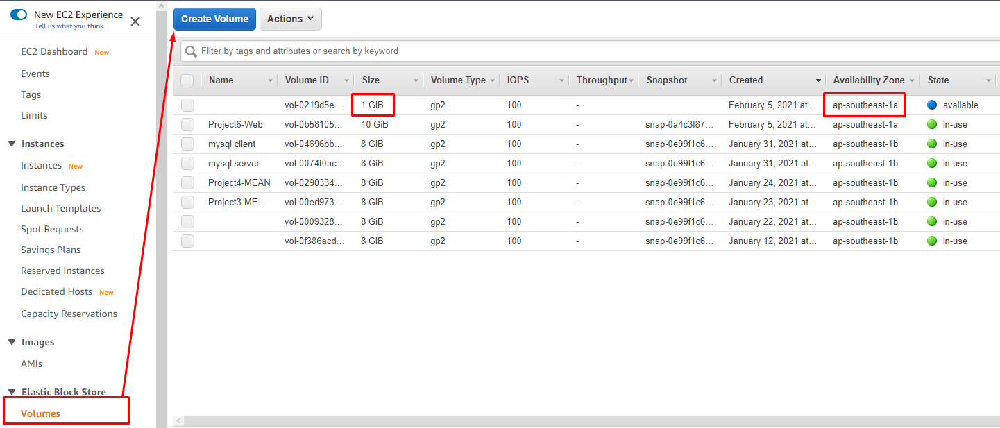 New EC2 Experience
Tell us what you think
EC2 Dashboard New
Events
Tags
Limits
Instances
Instances New
Instance Types
Launch Templates
Spot Requests
Savings Plans
Reserved Instances
Dedicated Hosts New
Capacity Reservations
Images
AMIs
Elastic Block Store
Volumes
Create Volume Actions
Filter by tags and attributes or search by keyword
Name Volume ID Size Volume Type IOPS Throughput Snapshot Created Availability Zone State
vol-0219d5e... 1 GiB gp2 100 - February 5, 2021 at... ap-southeast-1a available
Project6-Web vol-0b58105... 10 GiB gp2 100 - snap-0a4c3f87... February 5, 2021 at... ap-southeast-1a in-use
mysql client vol-04696bb... 8 GiB gp2 100 - snap-0e99f1c6... January 31, 2021 at... ap-southeast-1b in-use
mysql server vol-0074f0ac... 8 GiB gp2 100 - snap-0e99f1c6... January 31, 2021 at... ap-southeast-1b in-use
Project4-MEAN vol-0290334... 8 GiB gp2 100 - snap-0e99f1c6... January 24, 2021 at... ap-southeast-1b in-use
Project3-ME... vol-00ed973... 8 GiB gp2 100 - snap-0e99f1c6... January 23, 2021 at... ap-southeast-1b in-use
vol-0009328... 8 GiB gp2 100 - snap-0e99f1c6... January 22, 2021 at... ap-southeast-1b in-use
vol-0f386acd... 8 GiB gp2 100 - snap-0e99f1c6... January 12, 2021 at... ap-southeast-1b in-use